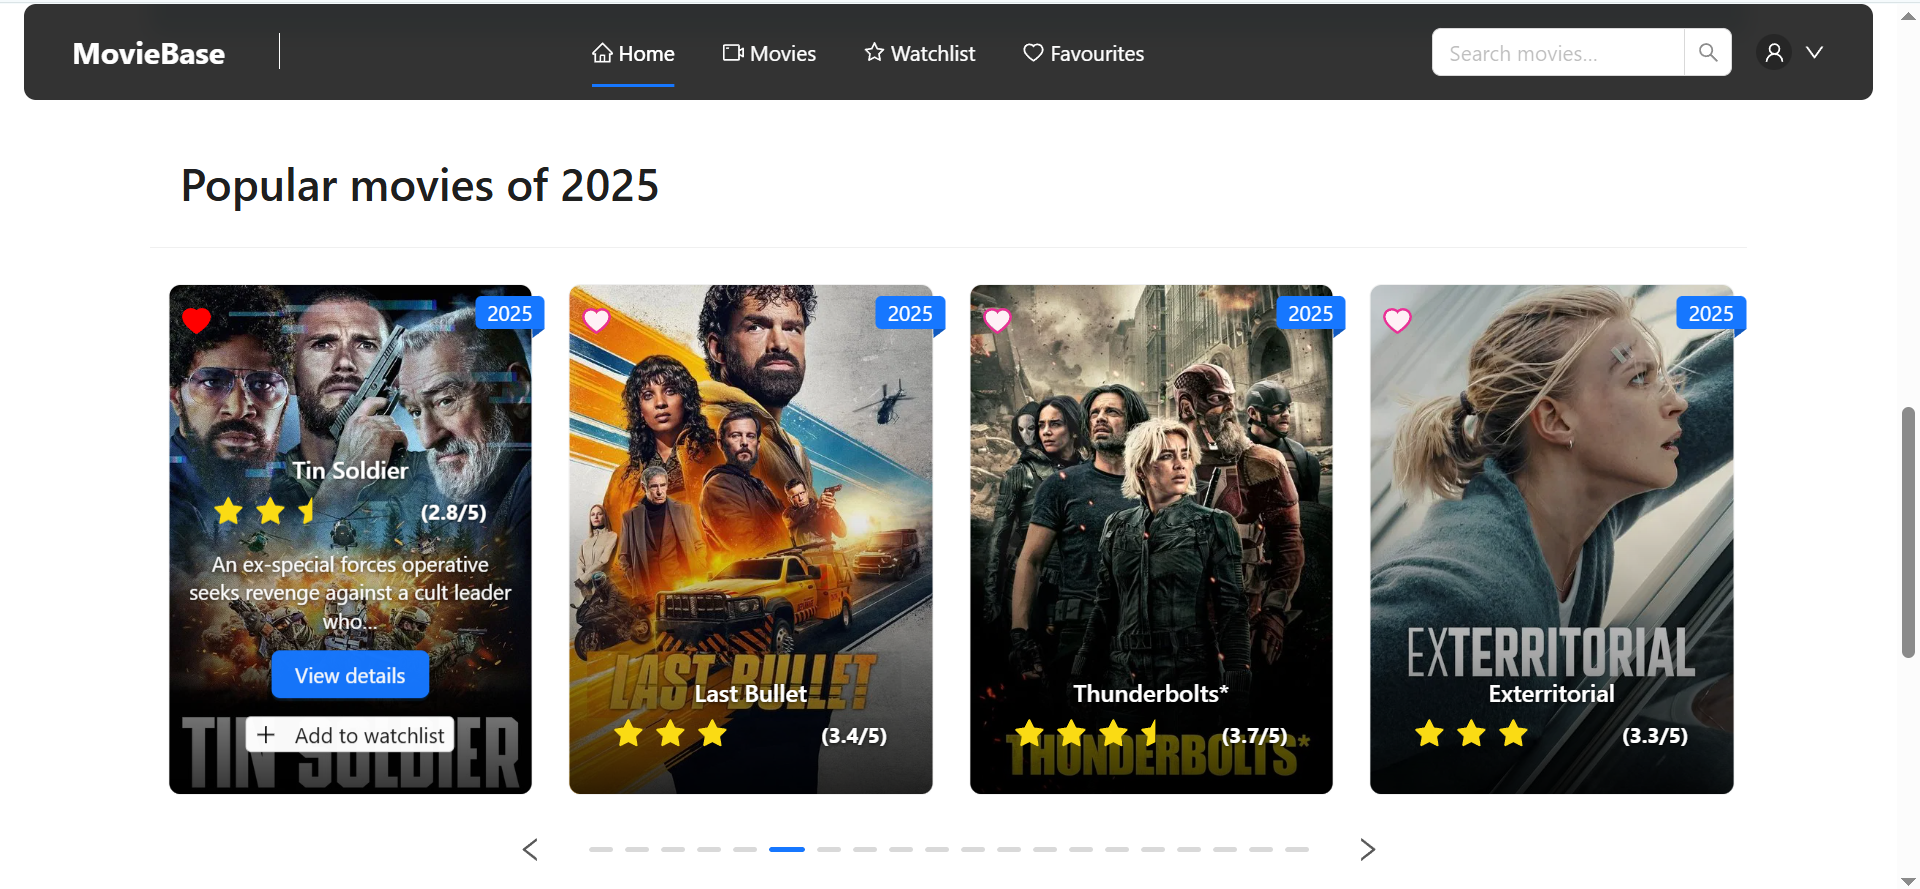 MovieBase
Home
Movies
Watchlist
Favourites
Search movies...
Popular movies of 2025
2025
Tin Soldier
(2.8/5)
An ex-special forces operative
seeks revenge against a cult leader
who...
View details
Add to watchlist
TIN SOLDIER
2025
LAST BULLET
Last Bullet
(3.4/5)
2025
Thunderbolts*
(3.7/5)
THUNDERBOLTS*
2025
EXTERRITORIAL
Exterritorial
(3.3/5)